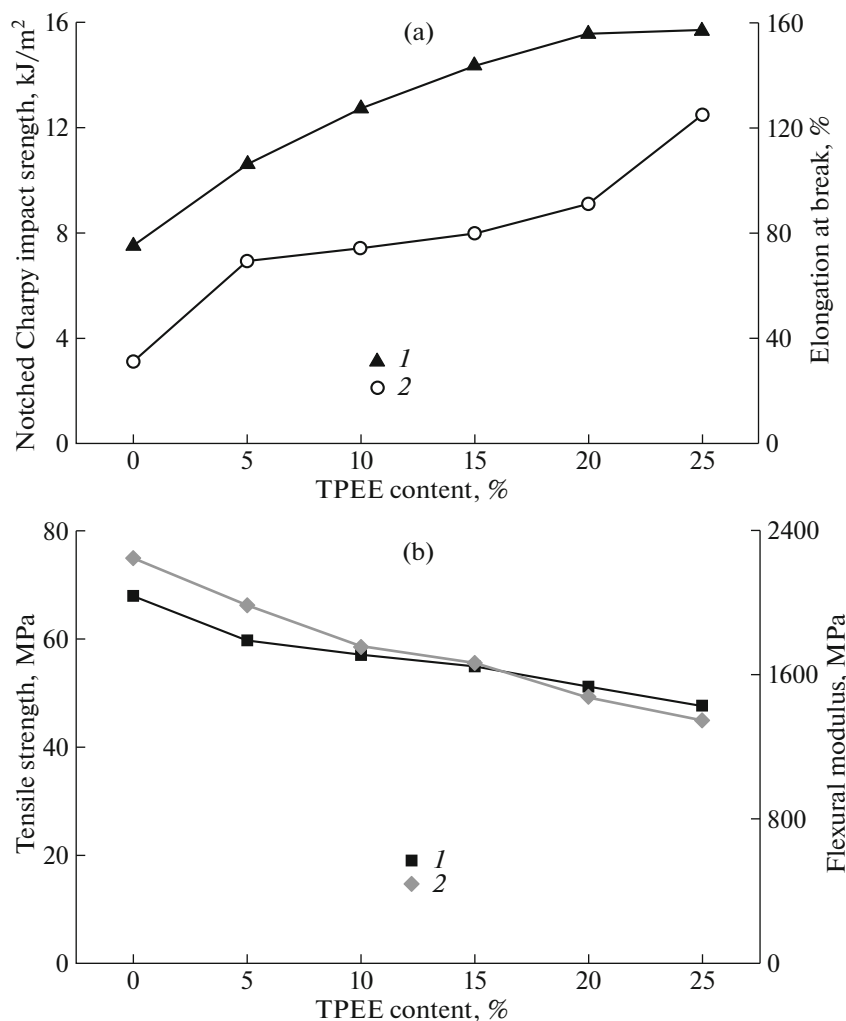 (a)
Notched Charpy impact srength, kJ/m²
16
12
8
4
0
Elongation at break, %
160
120
80
40
0
1
2
0 5 10 15 20 25
TPEE content, %
(b)
Tensile strength, MPa
80
60
40
20
0
Flexural modulus, MPa
2400
1600
800
0
1
2
0 5 10 15 20 25
TPEE content, %